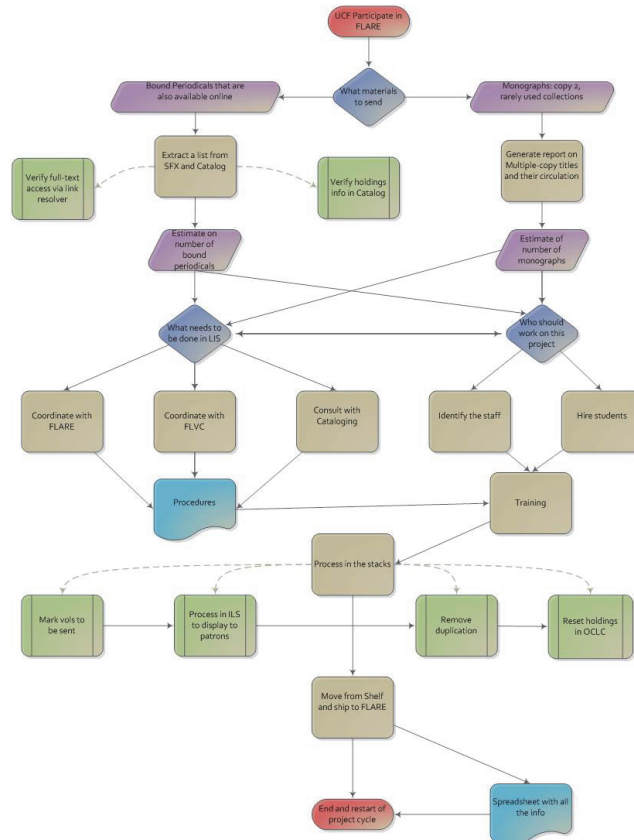 UCF Participate in
FLARE
Bound Periodicals that are
also available online
What materials
to send
Monographs: copy 2,
rarely used collections
Extract a list from
SFX and Catalog
Generate report on
Multiple-copy titles
and their circulation
Verify full-text
access via link
resolver
Verify holdings
info in Catalog
Estimate on
number of
bound
periodicals
Estimate of
number of
monographs
What needs to
be done in LIS
Who should
work on this
project
Coordinate with
FLARE
Coordinate with
FLVC
Consult with
Cataloging
Identify the staff
Hire students
Procedures
Training
Process in the stacks
Mark vols to
be sent
Process in ILS
to display to
patrons
Remove
duplication
Reset holdings
in OCLC
Move from Shelf
and ship to FLARE
End and restart of
project cycle
Spreadsheet with all
the info